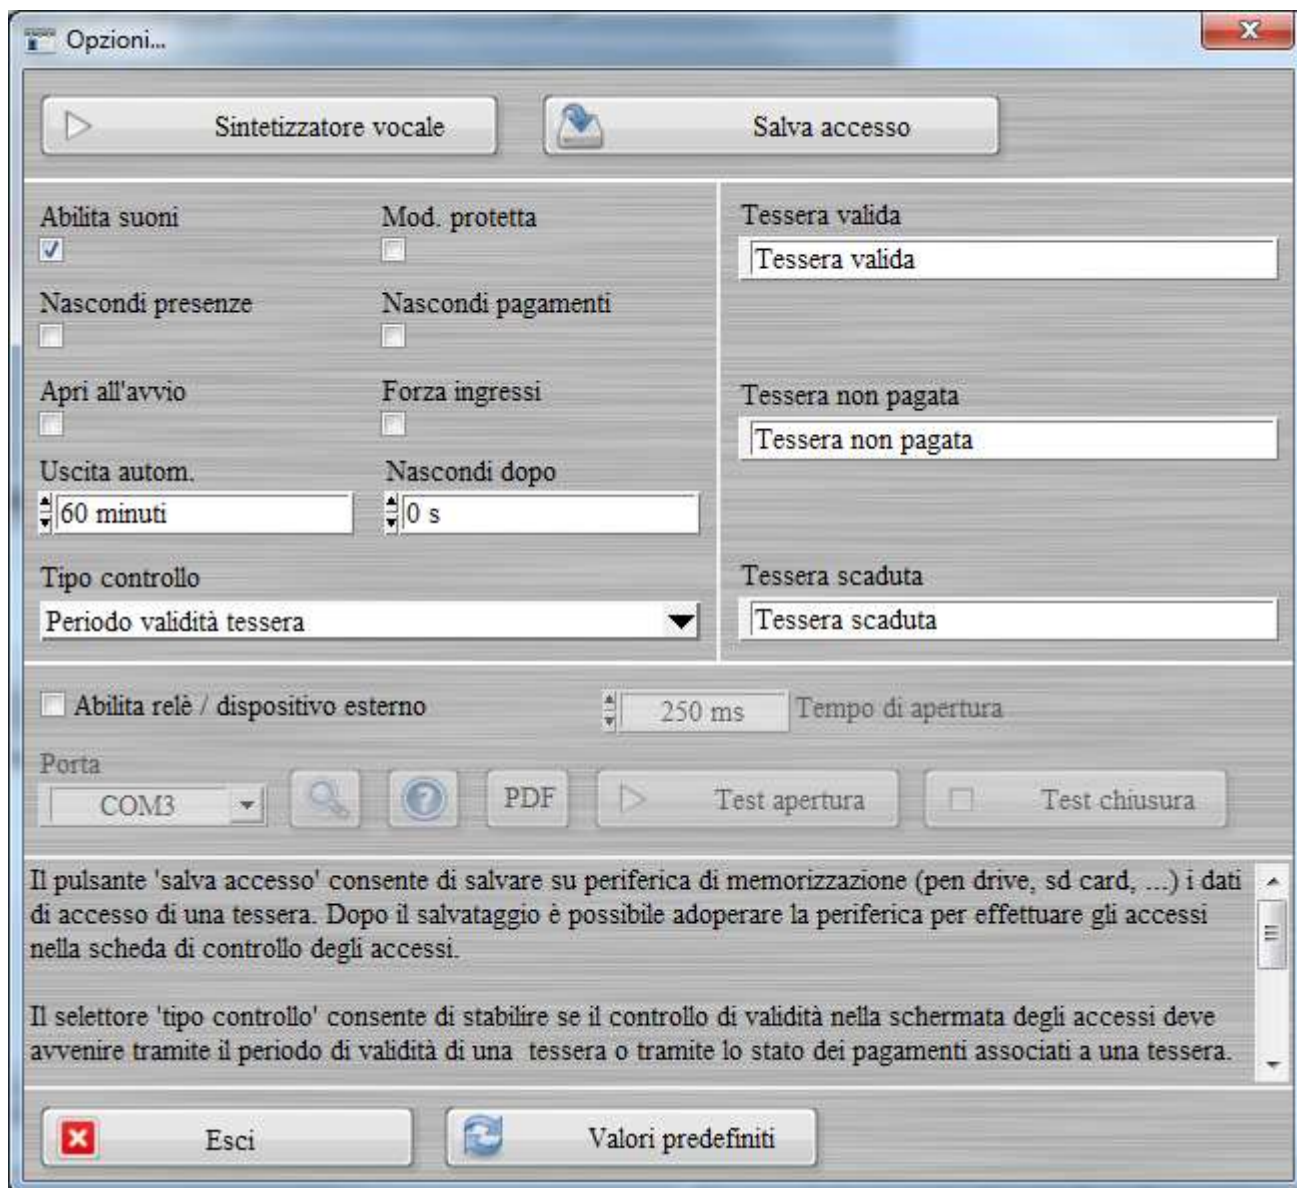 Opzioni...
Sintetizzatore vocale
Salva accesso
Abilita suoni
Mod. protetta
Nascondi presenze
Nascondi pagamenti
Apri all'avvio
Forza ingressi
Uscita autom.
Nascondi dopo
60 minuti
0 s
Tipo controllo
Periodo validità tessera
Tessera valida
Tessera valida
Tessera non pagata
Tessera non pagata
Tessera scaduta
Tessera scaduta
Abilita relè / dispositivo esterno
250 ms
Tempo di apertura
Porta
COM3
PDF
Test apertura
Test chiusura
Il pulsante 'salva accesso' consente di salvare su periferica di memorizzazione (pen drive, sd card, ...) i dati
di accesso di una tessera. Dopo il salvataggio è possibile adoperare la periferica per effettuare gli accessi
nella scheda di controllo degli accessi.
Il selettore 'tipo controllo' consente di stabilire se il controllo di validità nella schermata degli accessi deve
avvenire tramite il periodo di validità di una  tessera o tramite lo stato dei pagamenti associati a una tessera.
Esci
Valori predefiniti